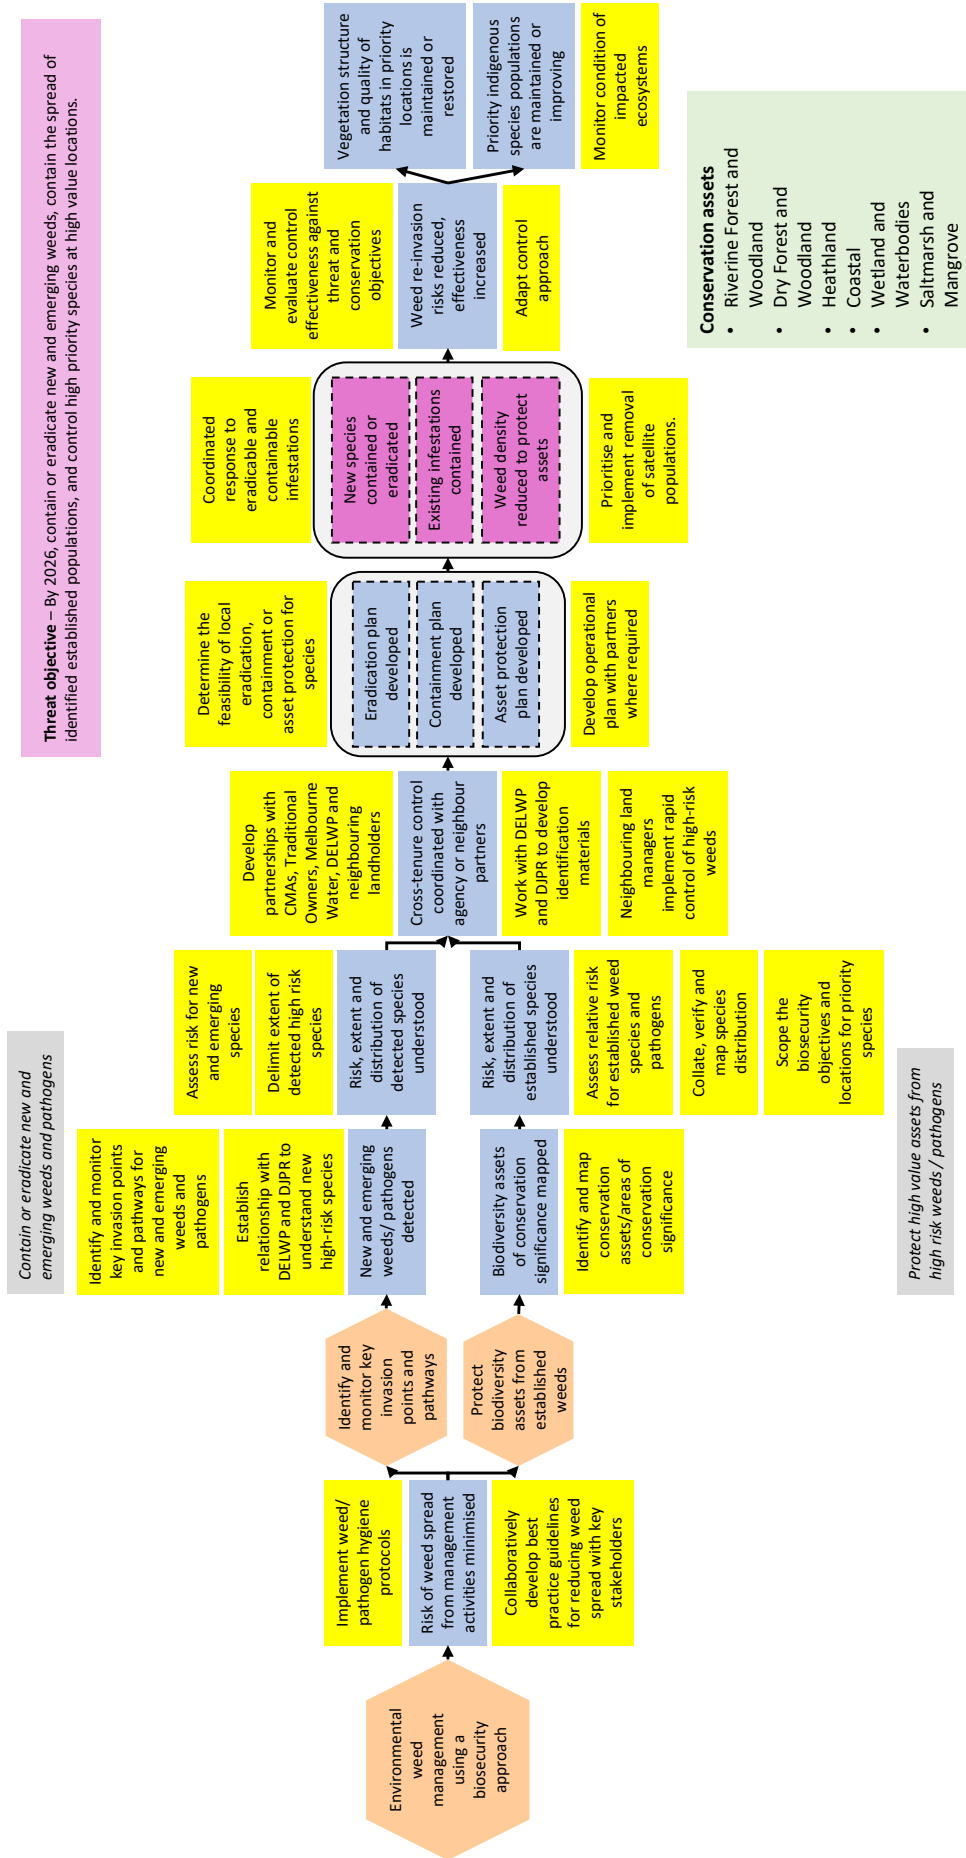 Threat objective – By 2026, contain or eradicate new and emerging weeds, contain the spread of
identified established populations, and control high priority species at high value locations.
Contain or eradicate new and
emerging weeds and pathogens
Environmental
weed
management
using a
biosecurity
approach
Implement weed/
pathogen hygiene
protocols
Risk of weed spread
from management
activities minimised
Collaboratively
develop best
practice guidelines
for reducing weed
spread with key
stakeholders
Identify and
monitor key
invasion
points and
pathways
Protect
biodiversity
assets from
established
weeds
Identify and monitor
key invasion points
and pathways for
new and emerging
weeds and
pathogens
Establish
relationship with
DELWP and DJPR to
understand new
high-risk species
New and emerging
weeds/ pathogens
detected
Biodiversity assets
of conservation
significance mapped
Identify and map
conservation
assets/areas of
conservation
significance
Assess risk for new
and emerging
species
Delimit extent of
detected high risk
species
Risk, extent and
distribution of
detected species
understood
Risk, extent and
distribution of
established species
understood
Assess relative risk
for established weed
species and
pathogens
Collate, verify and
map species
distribution
Scope the
biosecurity
objectives and
locations for priority
species
Develop
partnerships with
CMAs, Traditional
Owners, Melbourne
Water, DELWP and
neighbouring
landholders
Cross-tenure control
coordinated with
agency or neighbour
partners
Work with DELWP
and DJPR to develop
identification
materials
Neighbouring land
managers
implement rapid
control of high-risk
weeds
Determine the
feasibility of local
eradication,
containment or
asset protection for
species
Eradication plan
developed
Containment plan
developed
Asset protection
plan developed
Develop operational
plan with partners
where required
Coordinated
response to
eradicable and
containable
infestations
New species
contained or
eradicated
Existing infestations
contained
Weed density
reduced to protect
assets
Prioritise and
implement removal
of satellite
populations.
Monitor and
evaluate control
effectiveness against
threat and
conservation
objectives
Weed re-invasion
risks reduced,
effectiveness
increased
Adapt control
approach
Vegetation structure
and quality of
habitats in priority
locations is
maintained or
restored
Priority indigenous
species populations
are maintained or
improving
Monitor condition of
impacted
ecosystems
Protect high value assets from
high risk weeds / pathogens
Conservation assets
• Riverine Forest and
Woodland
• Dry Forest and
Woodland
• Heathland
• Coastal
• Wetland and
Waterbodies
• Saltmarsh and
Mangrove